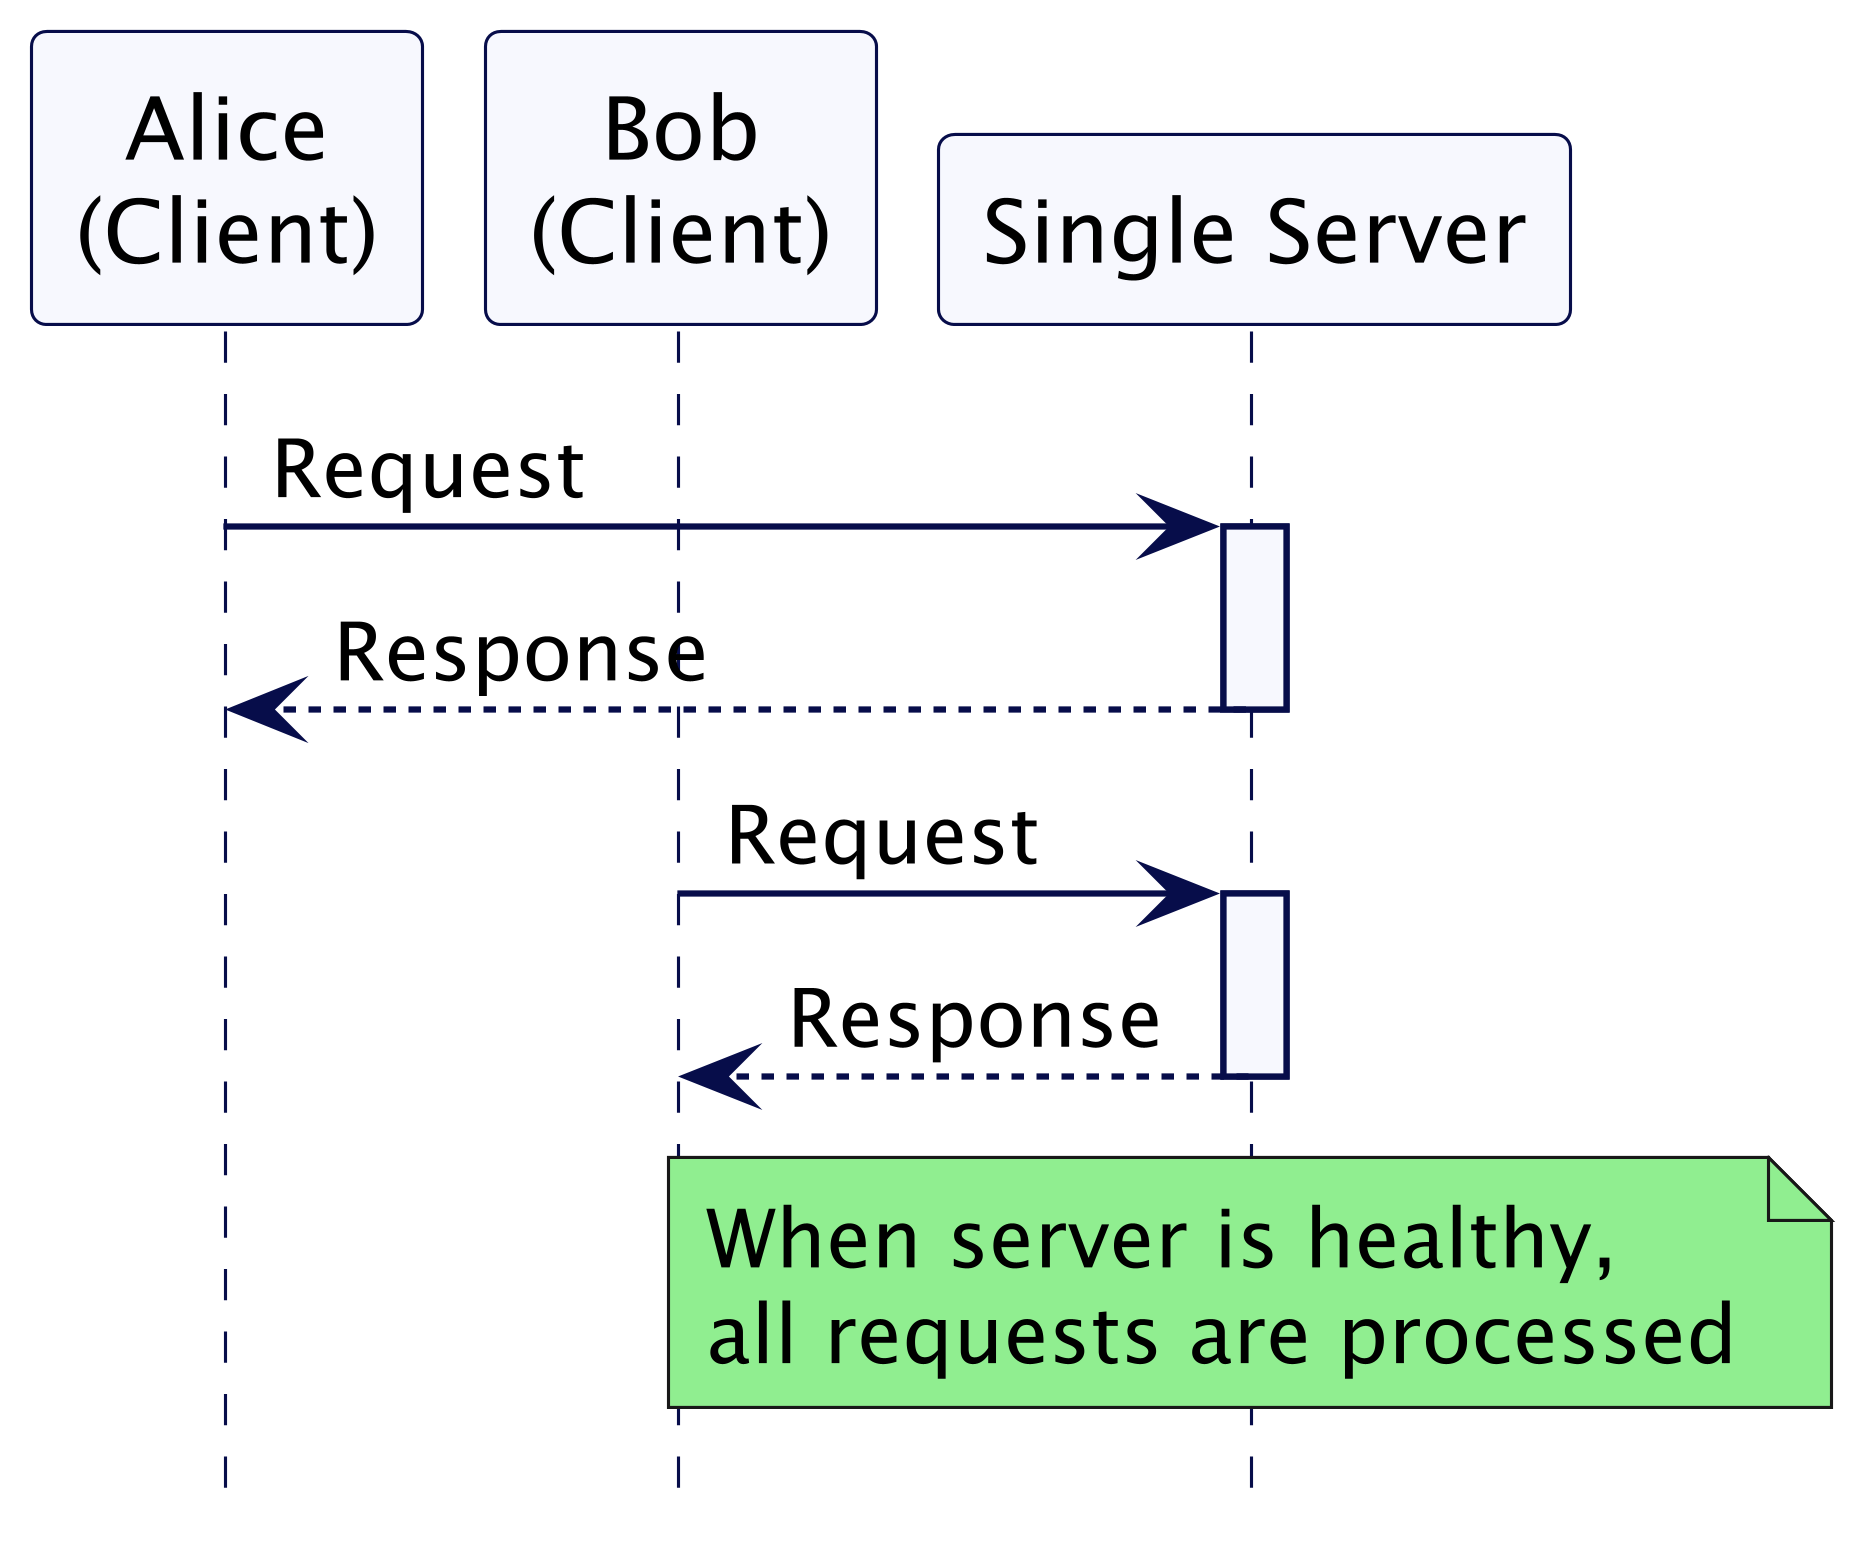 Alice
(Client)
Bob
(Client)
Single Server
Request
Response
Request
Response
When server is healthy,
all requests are processed